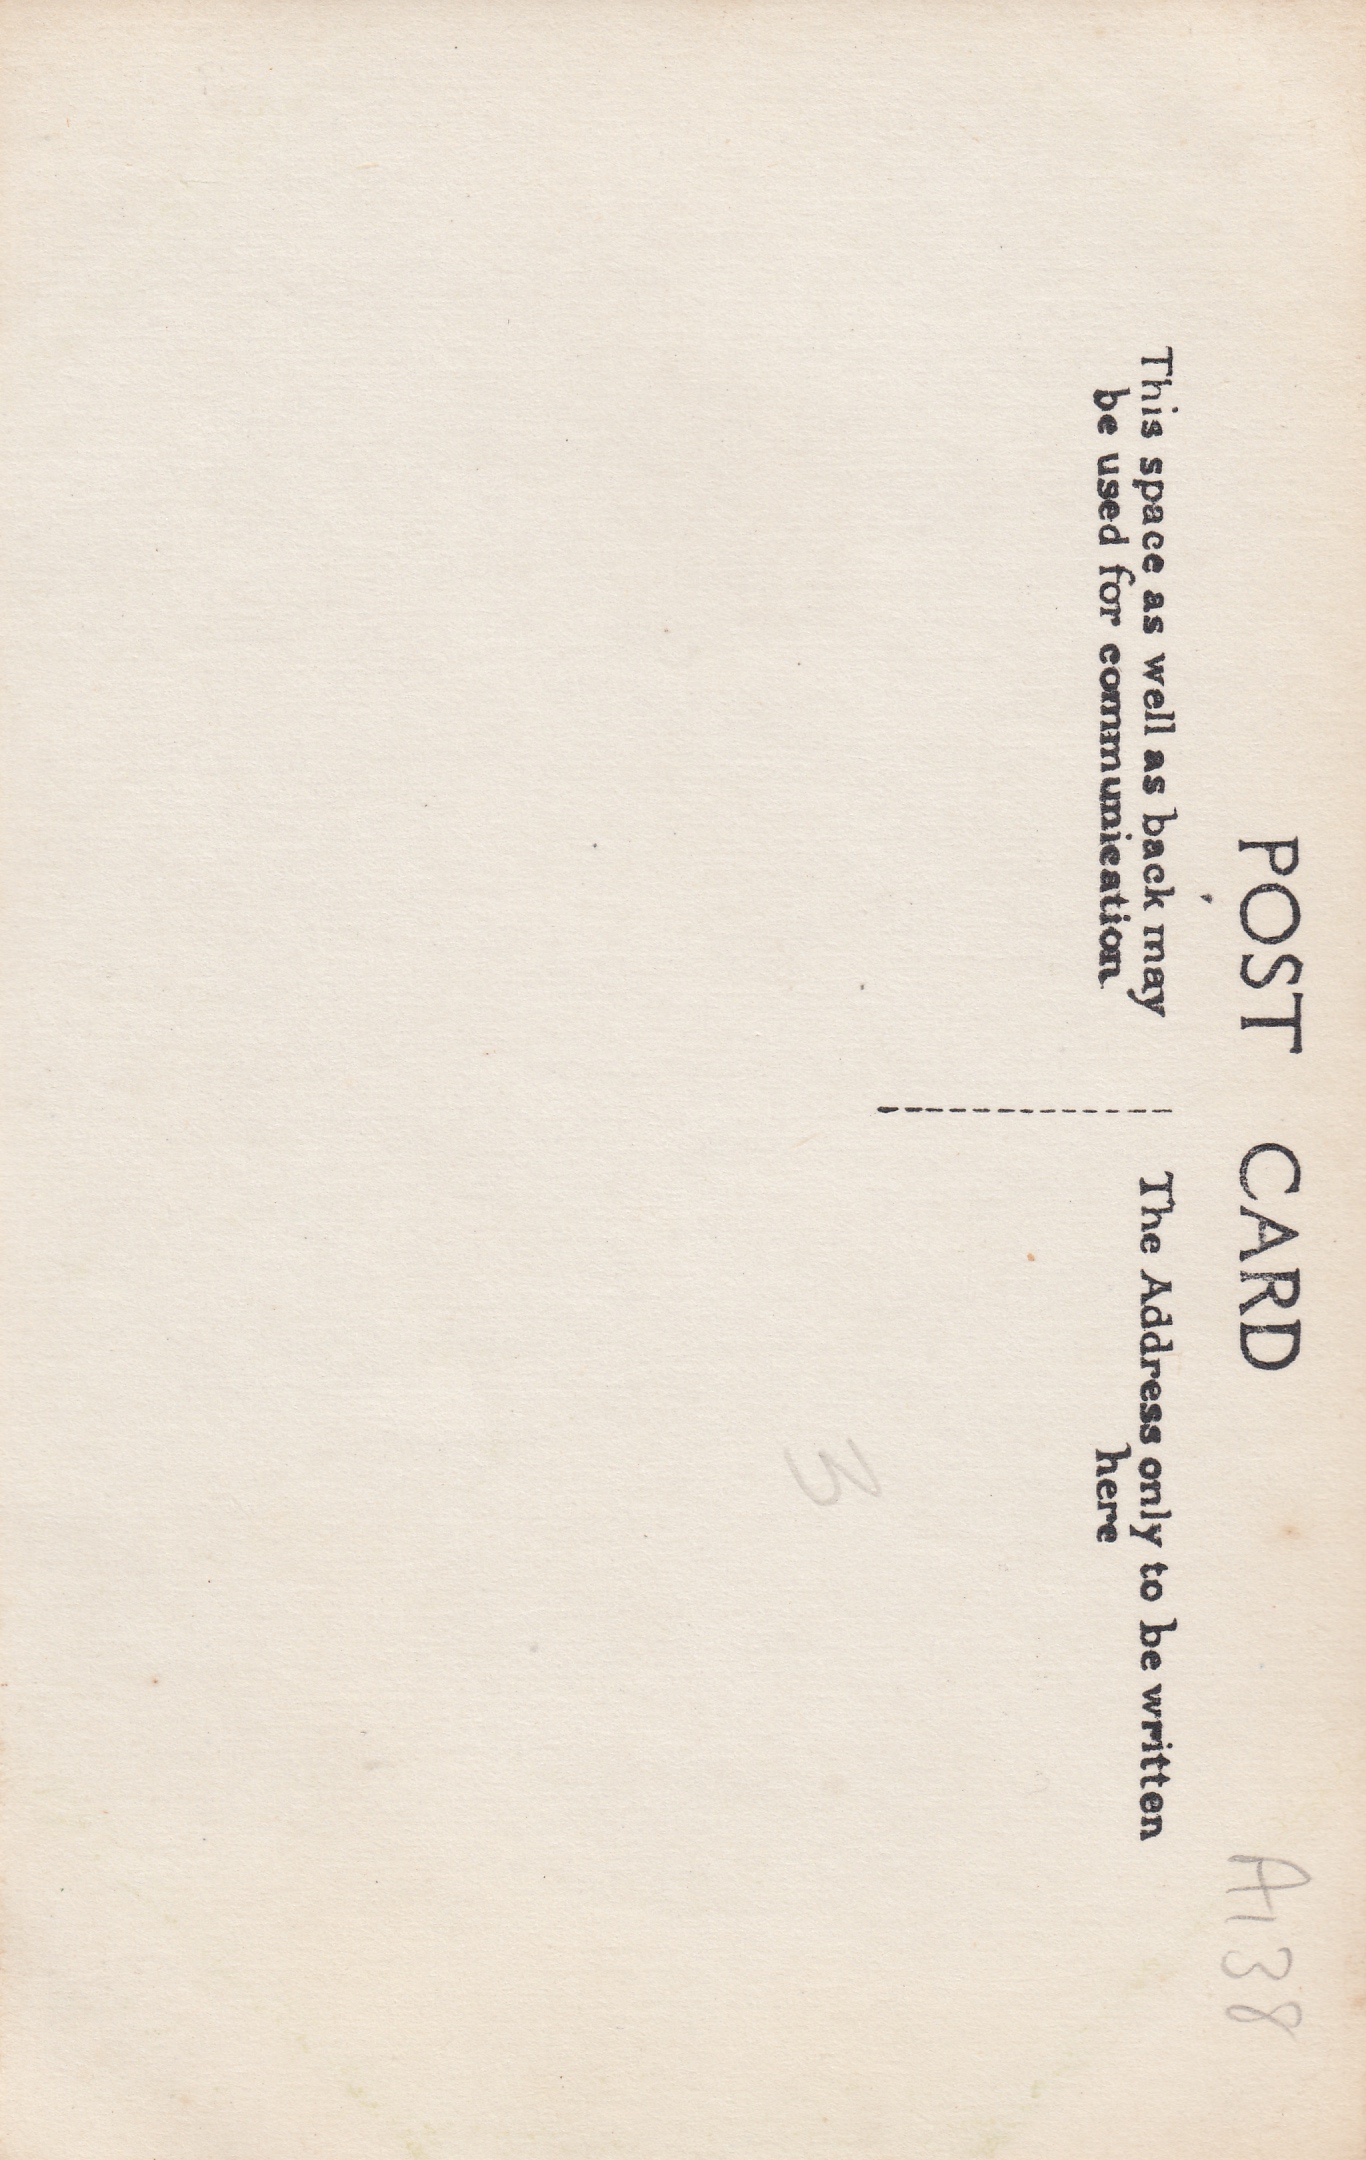 POST CARD
This space as well as back may
be used for communication
The Address only to be written
here
A138
3